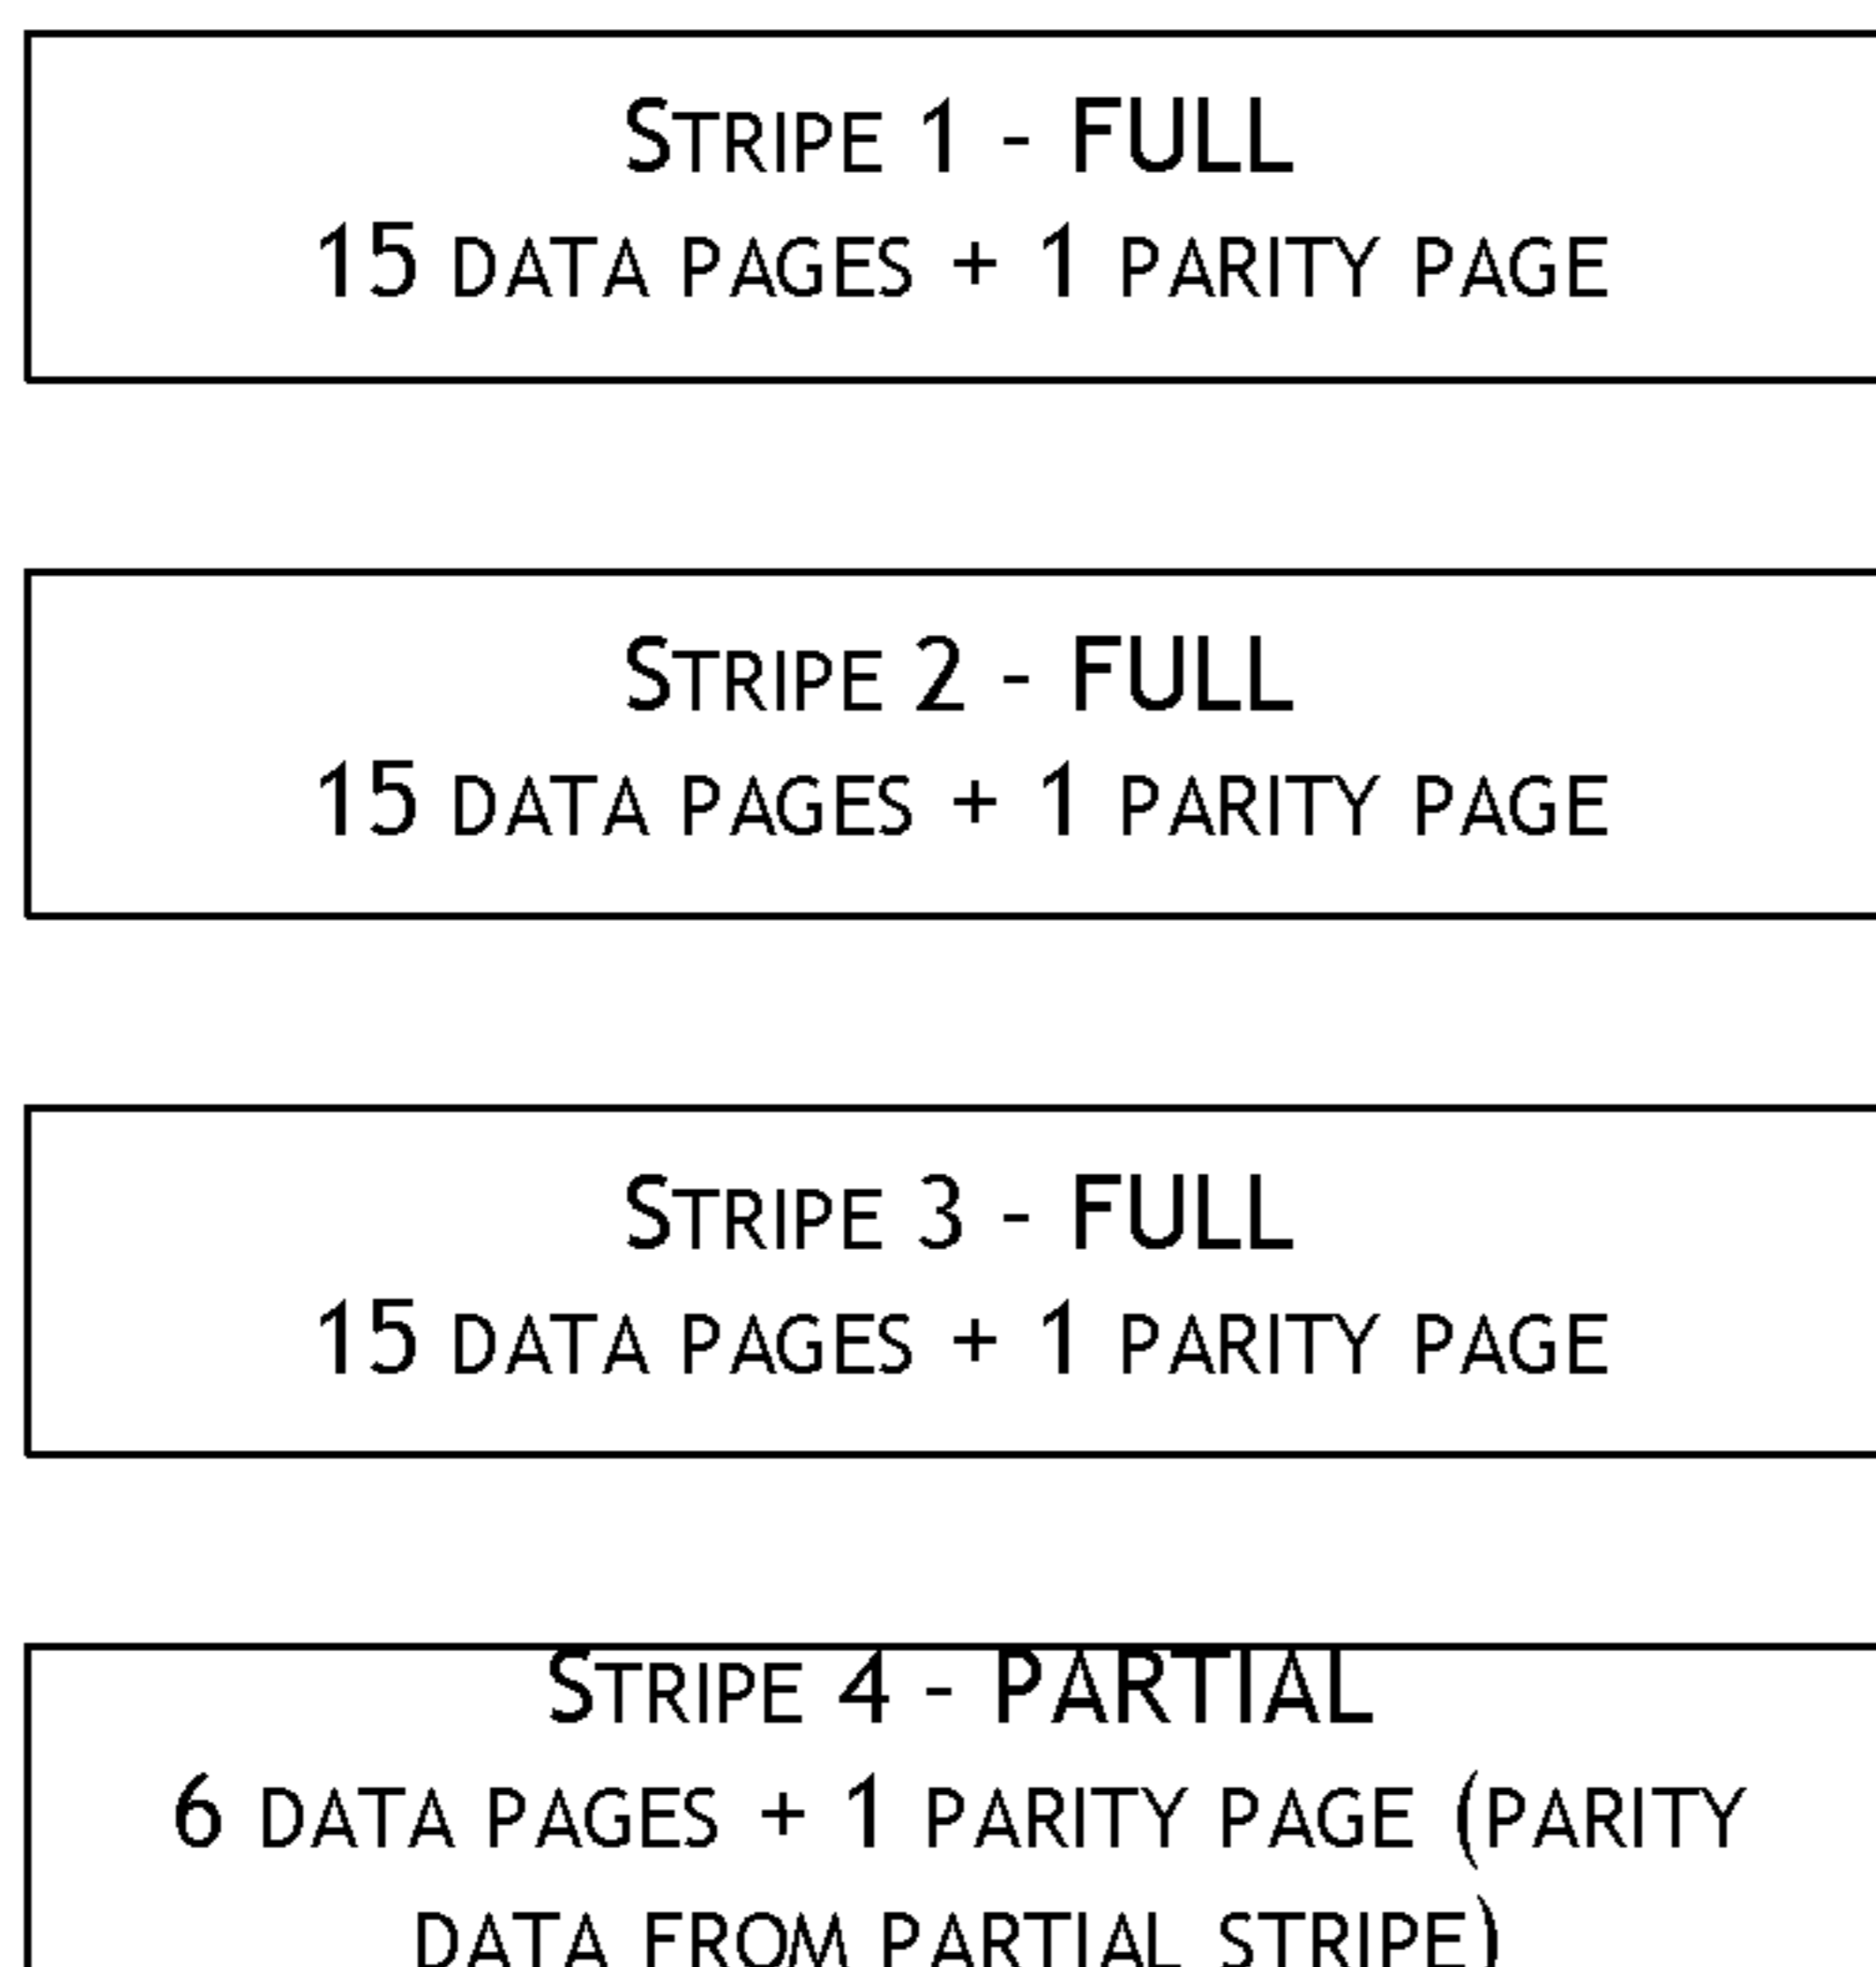 Stripe 1 - FULL
15 data pages + 1 parity page
Stripe 2 - FULL
15 data pages + 1 parity page
Stripe 3 - FULL
15 data pages + 1 parity page
Stripe 4 - PARTIAL
6 data pages + 1 parity page (parity
data from partial stripe)